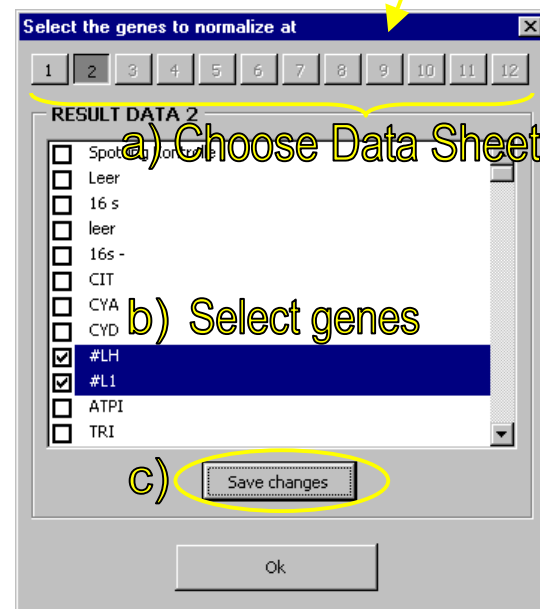 Select the genes to normalize at
1 2 3 4 5 6 7 8 9 10 11 12
RESULT DATA 2
a) Choose Data Sheet
Leer
16 s
leer
16s -
CIT
CYA
b) Select genes
CYD
#LH
#L1
ATPI
TRI
c) Save changes
Ok